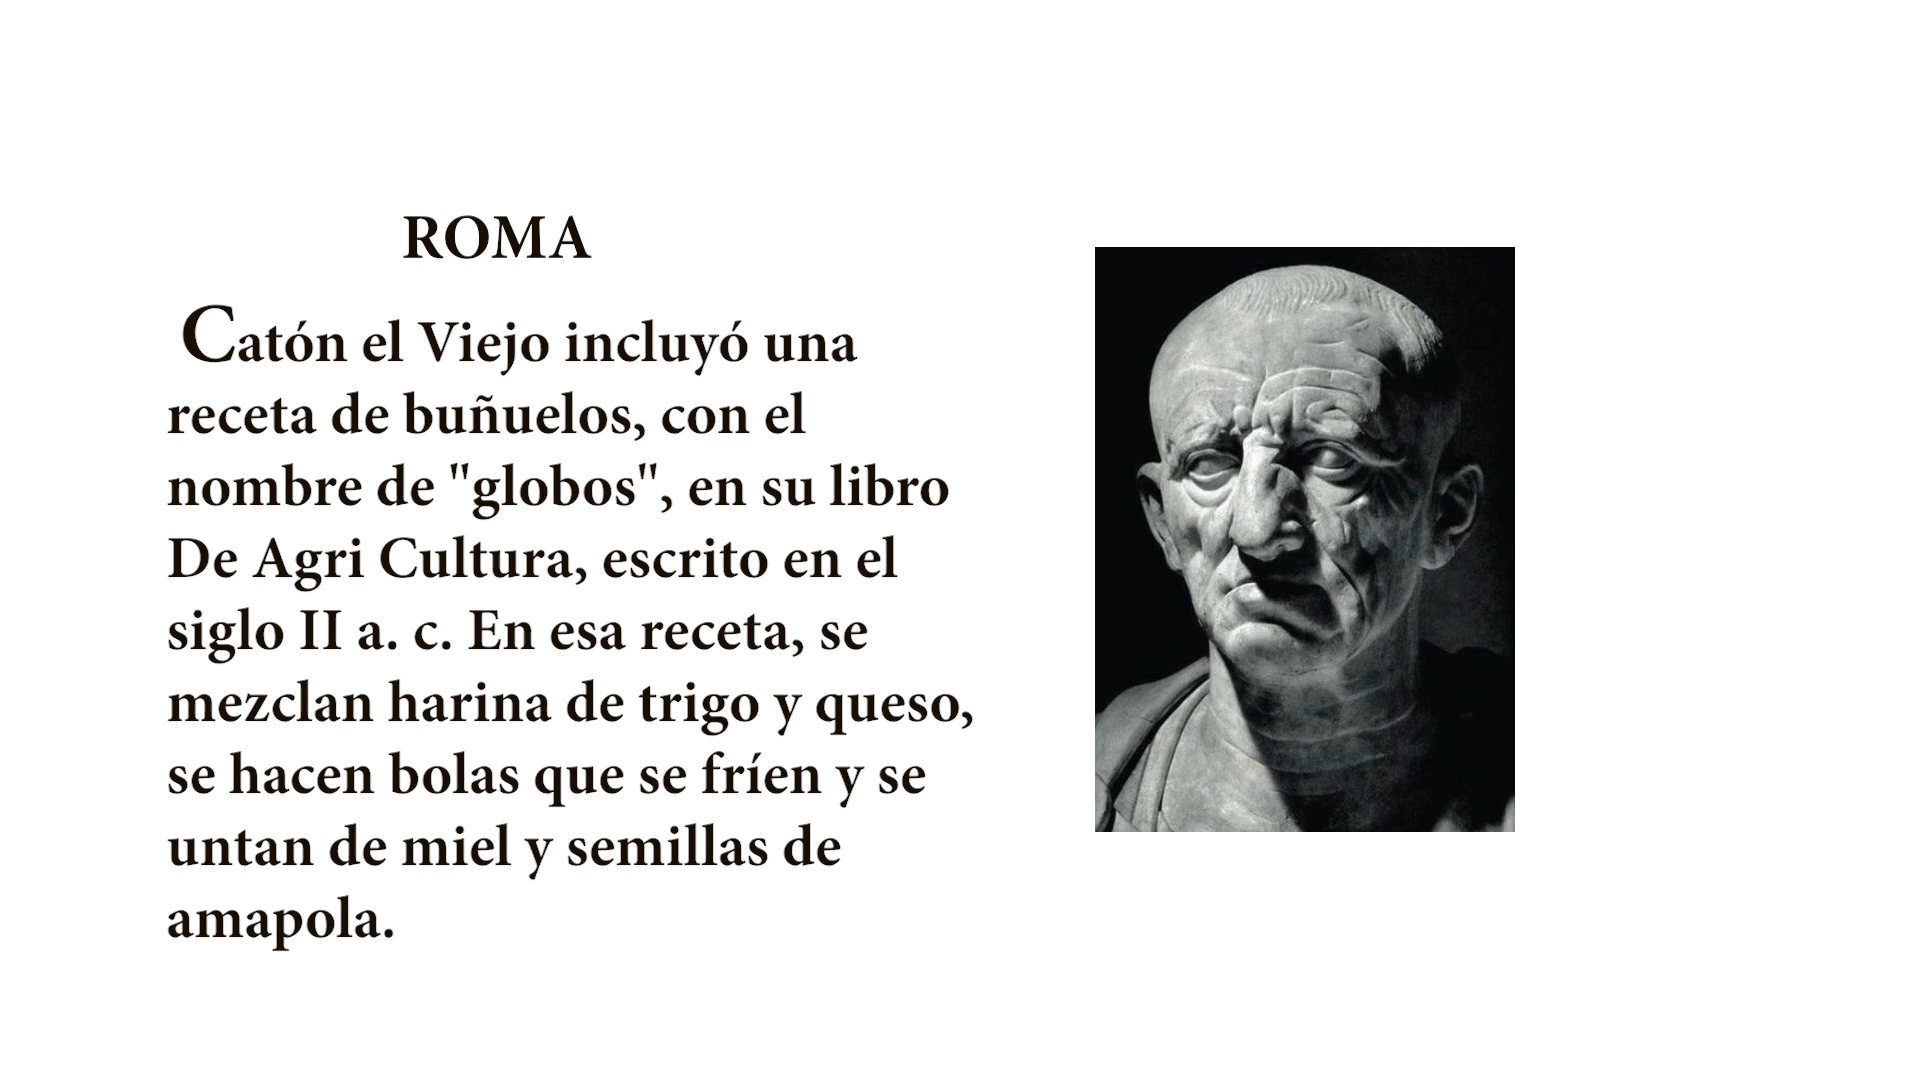 ROMA
Catón el Viejo incluyó una
receta de buñuelos, con el
nombre de "globos", en su libro
De Agri Cultura, escrito en el
siglo II a. c. En esa receta, se
mezclan harina de trigo y queso,
se hacen bolas que se fríen y se
untan de miel y semillas de
amapola.